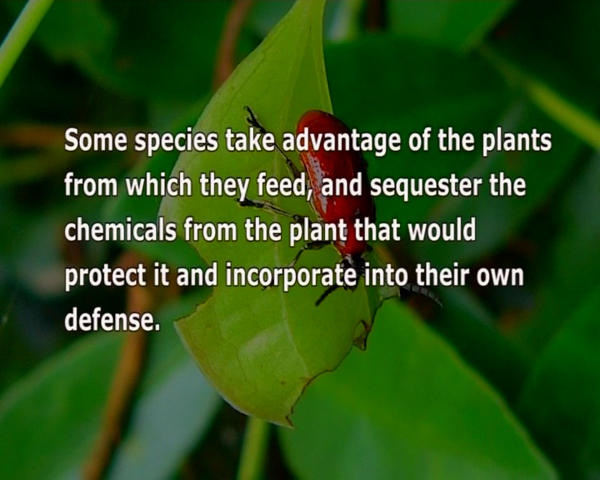 Some species take advantage of the plants
from which they feed, and sequester the
chemicals from the plant that would
protect it and incorporate into their own
defense.